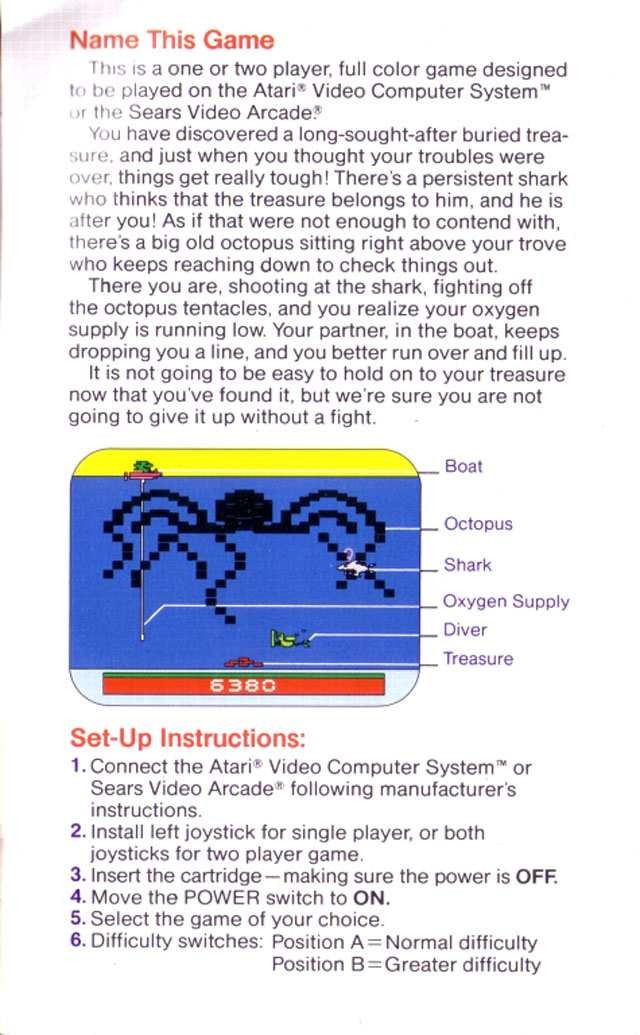 Name This Game
This is a one or two player, full color game designed
to be played on the Atari® Video Computer System™
or the Sears Video Arcade®.
You have discovered a long-sought-after buried trea-
sure, and just when you thought your troubles were
over, things get really tough! There's a persistent shark
who thinks that the treasure belongs to him, and he is
after you! As if that were not enough to contend with,
there's a big old octopus sitting right above your trove
who keeps reaching down to check things out.
There you are, shooting at the shark, fighting off
the octopus tentacles, and you realize your oxygen
supply is running low. Your partner, in the boat, keeps
dropping you a line, and you better run over and fill up.
It is not going to be easy to hold on to your treasure
now that you've found it, but we're sure you are not
going to give it up without a fight.
Boat
Octopus
Shark
Oxygen Supply
Diver
Treasure
6380
Set-Up Instructions:
1. Connect the Atari® Video Computer System™ or
Sears Video Arcade® following manufacturer's
instructions.
2. Install left joystick for single player, or both
joysticks for two player game.
3. Insert the cartridge—making sure the power is OFF.
4. Move the POWER switch to ON.
5. Select the game of your choice.
6. Difficulty switches: Position A=Normal difficulty
Position B=Greater difficulty